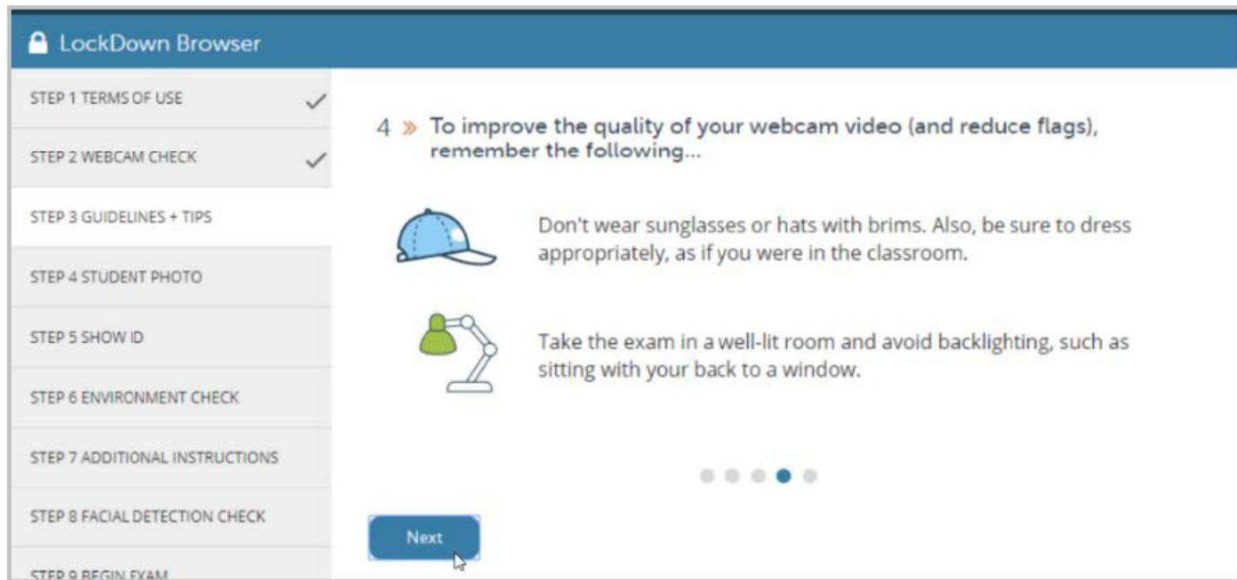 LockDown Browser
STEP 1 TERMS OF USE
STEP 2 WEBCAM CHECK
STEP 3 GUIDELINES + TIPS
STEP 4 STUDENT PHOTO
STEP 5 SHOW ID
STEP 6 ENVIRONMENT CHECK
STEP 7 ADDITIONAL INSTRUCTIONS
STEP 8 FACIAL DETECTION CHECK
STEP 9 BEGIN EXAM
4 » To improve the quality of your webcam video (and reduce flags),
remember the following...
Don't wear sunglasses or hats with brims. Also, be sure to dress
appropriately, as if you were in the classroom.
Take the exam in a well-lit room and avoid backlighting, such as
sitting with your back to a window.
Next